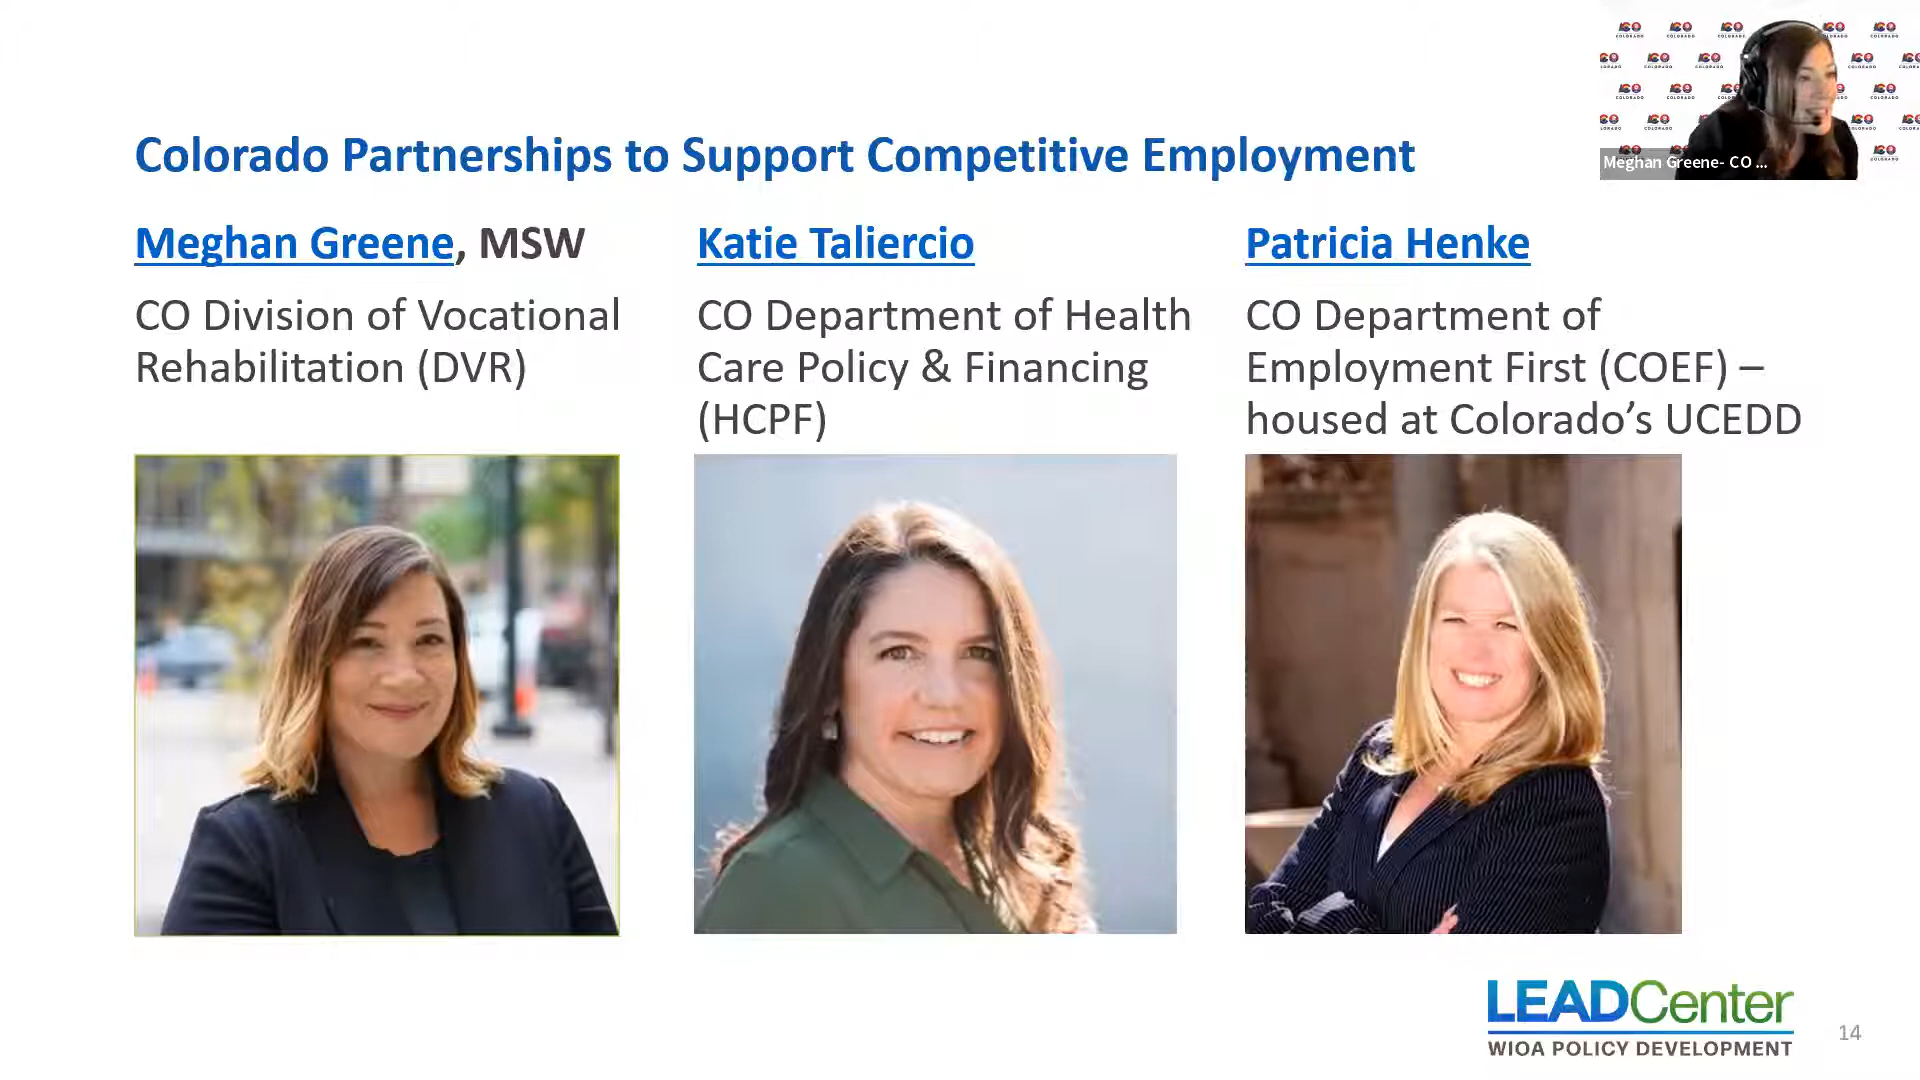 Colorado Partnerships to Support Competitive Employment
Meghan Greene- CO ...
Meghan Greene, MSW
CO Division of Vocational
Rehabilitation (DVR)
Katie Taliercio
CO Department of Health
Care Policy & Financing
(HCPF)
Patricia Henke
CO Department of
Employment First (COEF) –
housed at Colorado’s UCEDD
LEADCenter
WIOA POLICY DEVELOPMENT
14